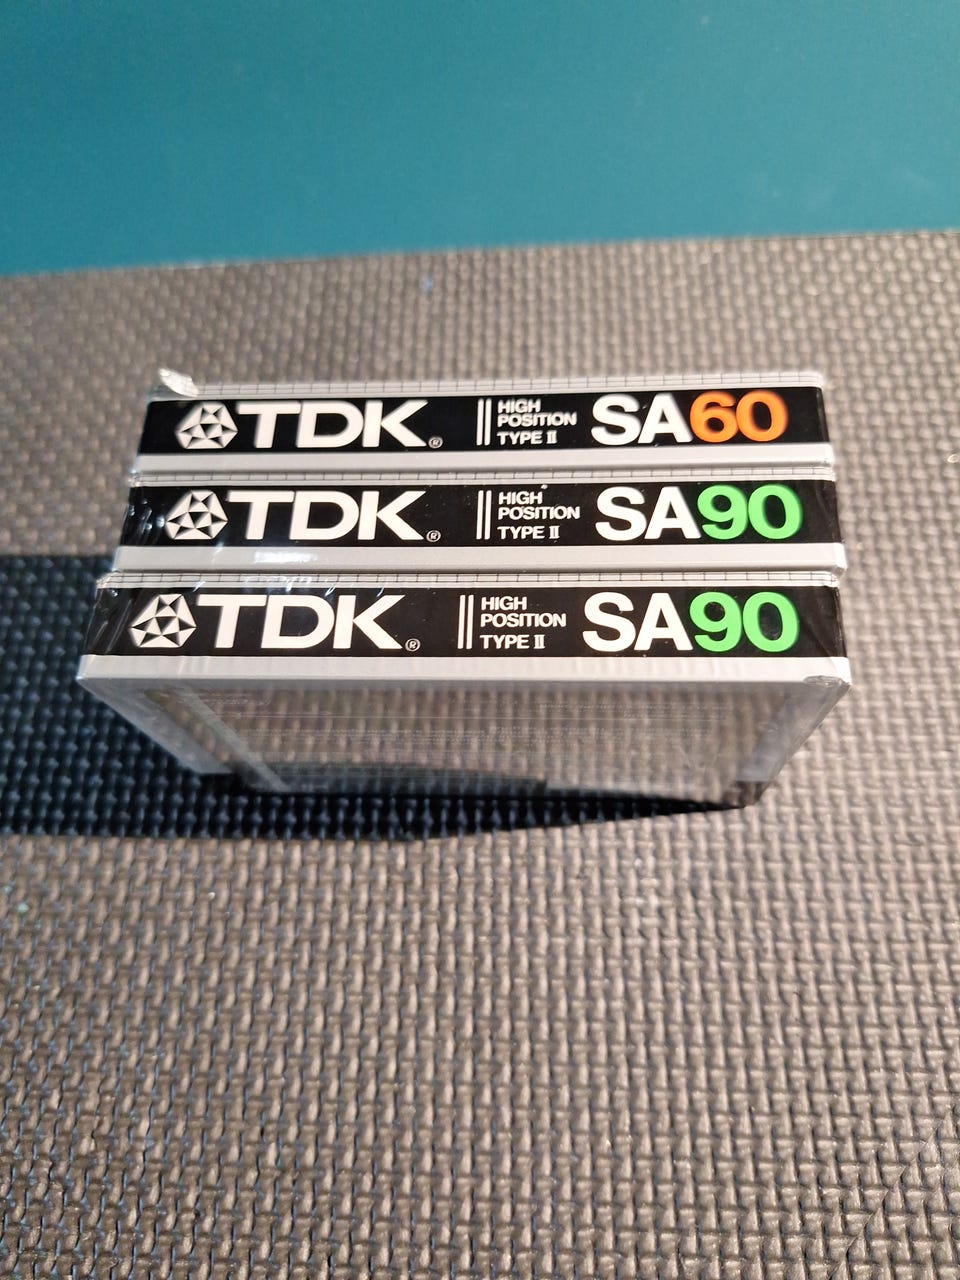 TDK® HIGH POSITION TYPE II SA60
TDK® HIGH POSITION TYPE II SA90
TDK® HIGH POSITION TYPE II SA90